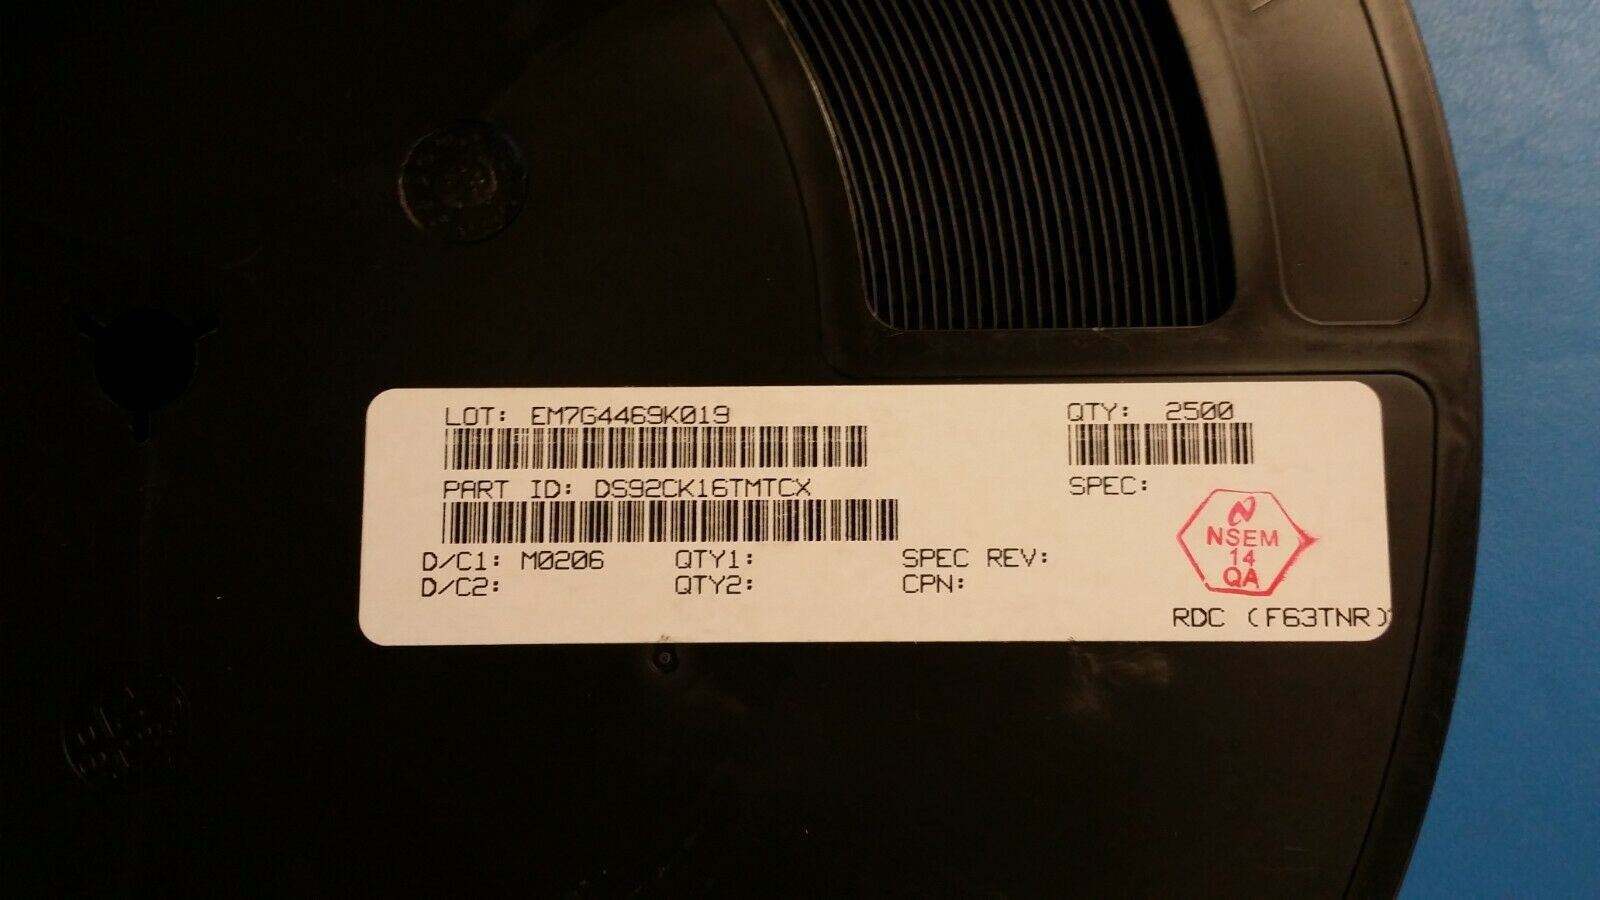 LOT: EM7G4469K019
QTY: 2500
PART ID: DS92CK16TMTCX
SPEC:
D/C1: M0206 QTY1: SPEC REV:
D/C2: QTY2: CPN:
NSEM
14
QA
RDC (F63TNR)